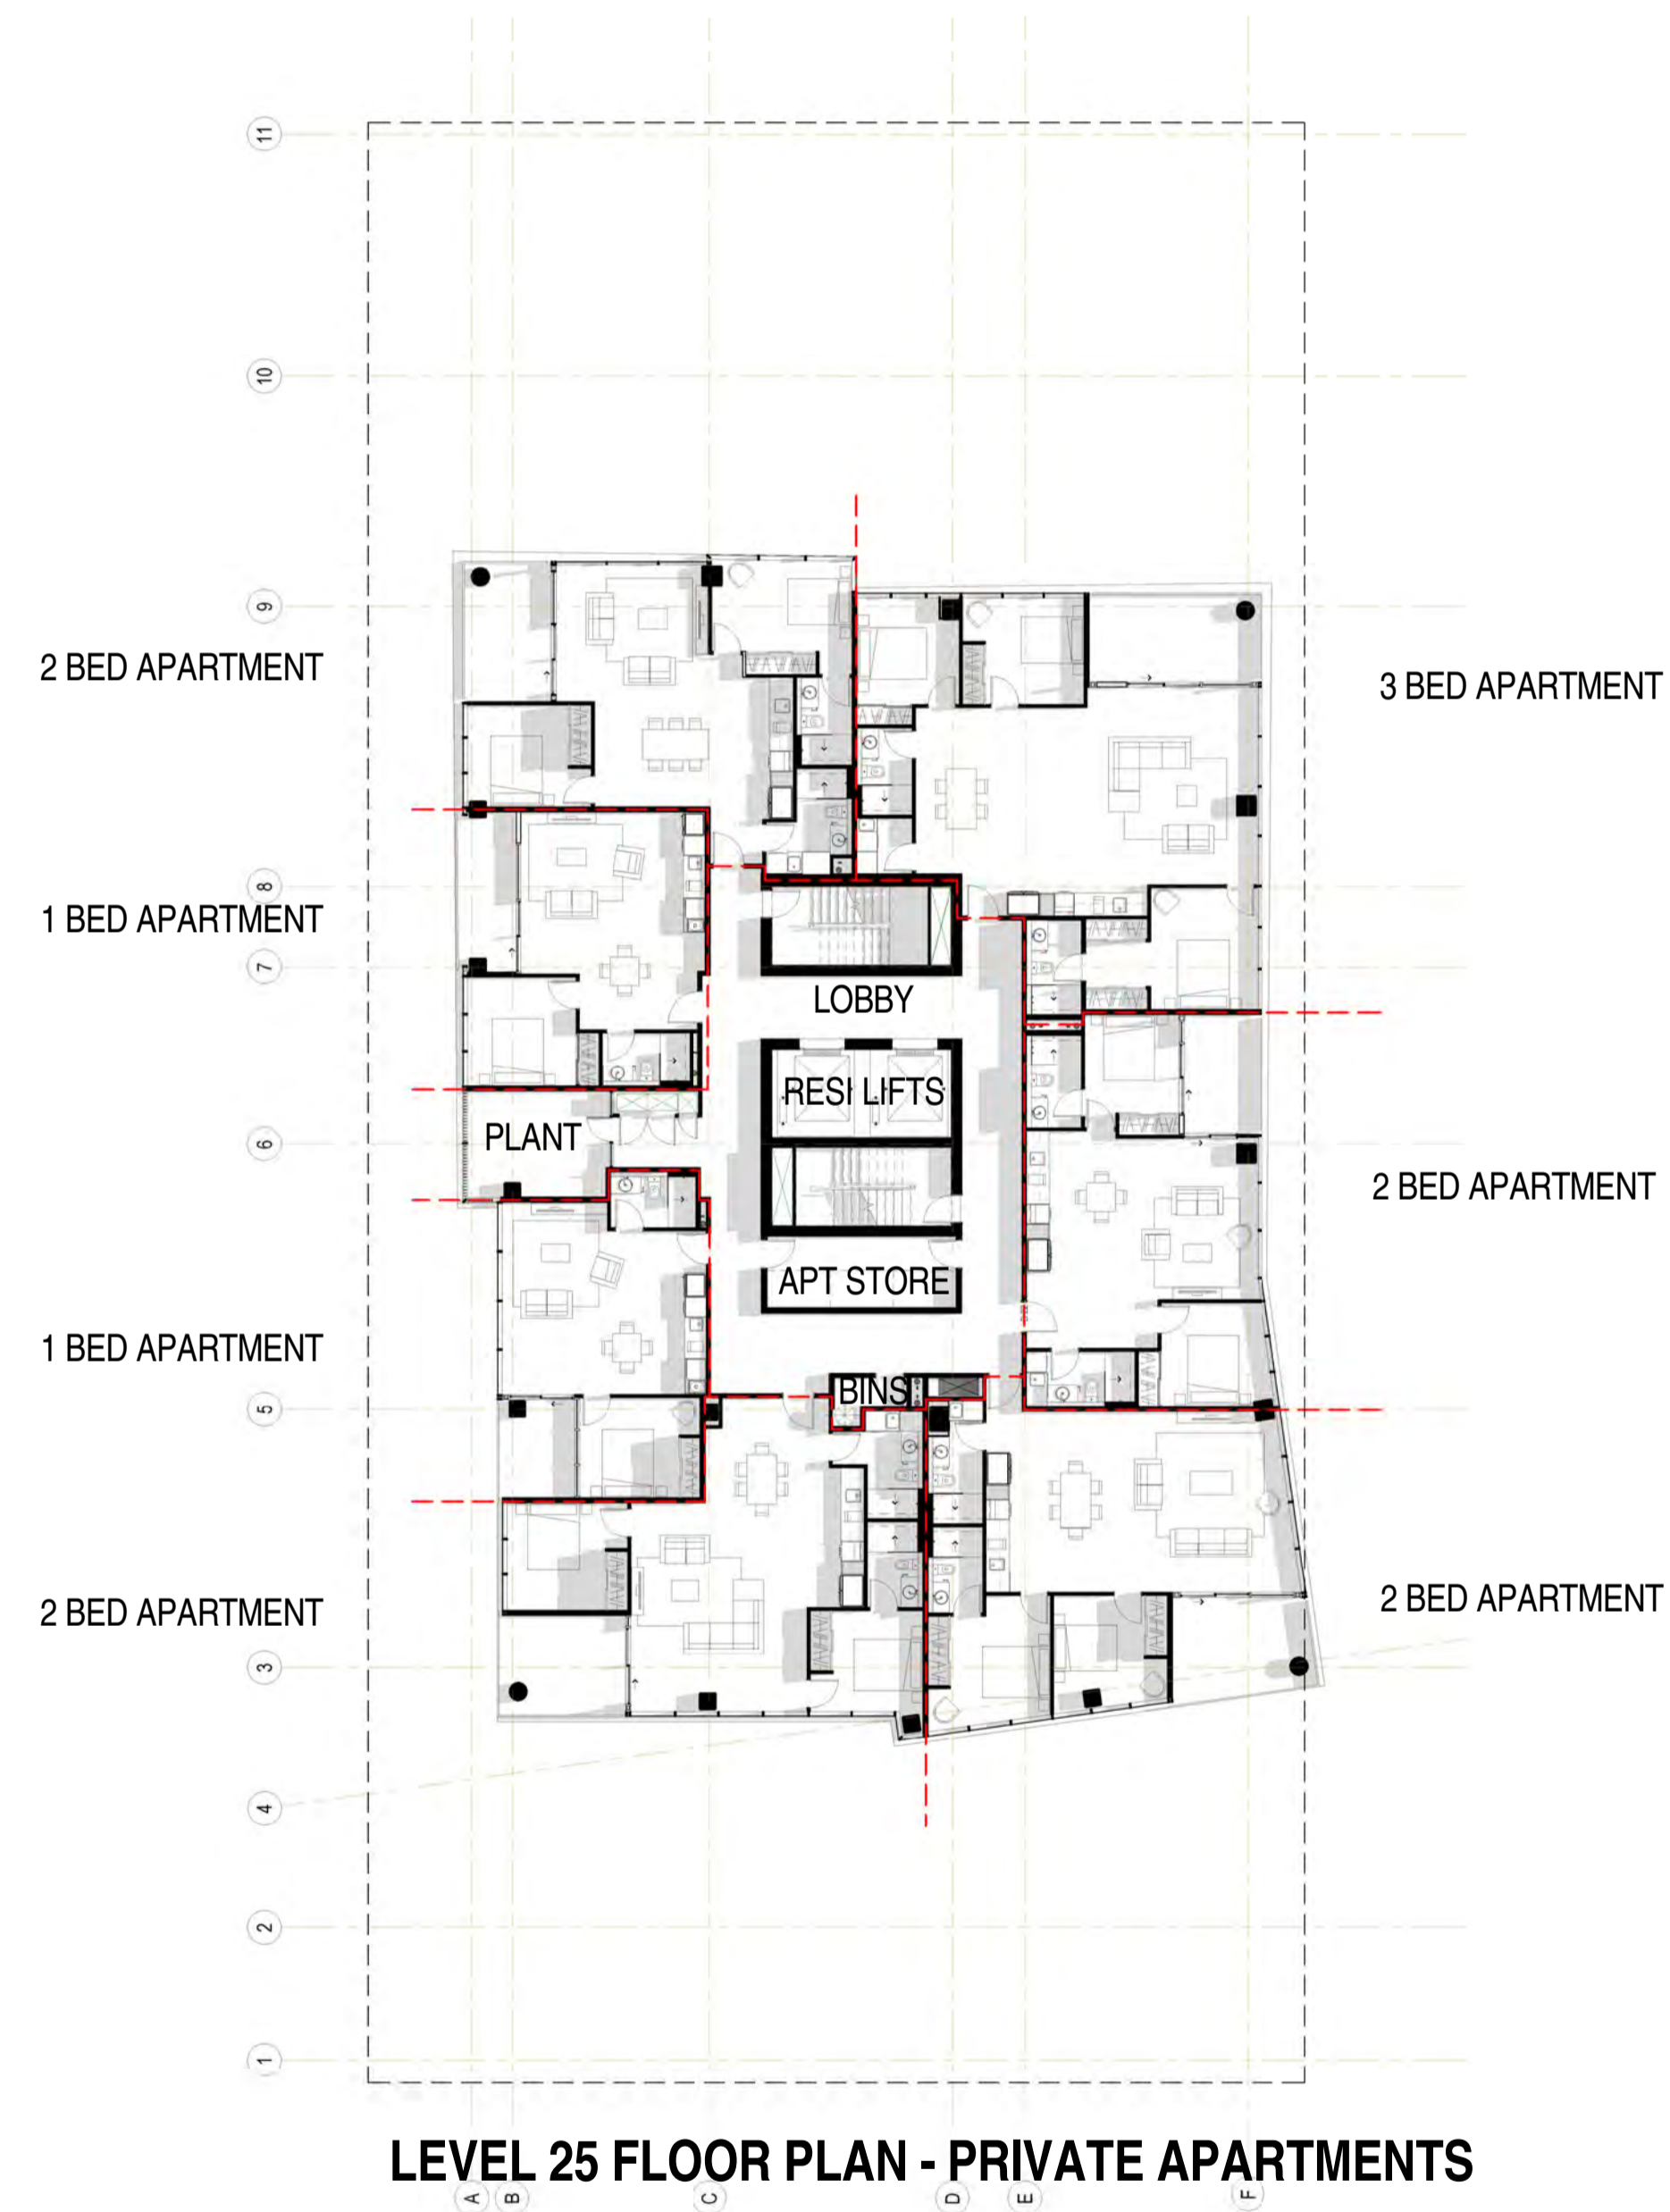 11
10
9
2 BED APARTMENT
3 BED APARTMENT
8
1 BED APARTMENT
7
LOBBY
RESI LIFTS
6
PLANT
2 BED APARTMENT
APT STORE
1 BED APARTMENT
BINS
5
2 BED APARTMENT
2 BED APARTMENT
3
4
2
1
LEVEL 25 FLOOR PLAN - PRIVATE APARTMENTS
A B C D E F